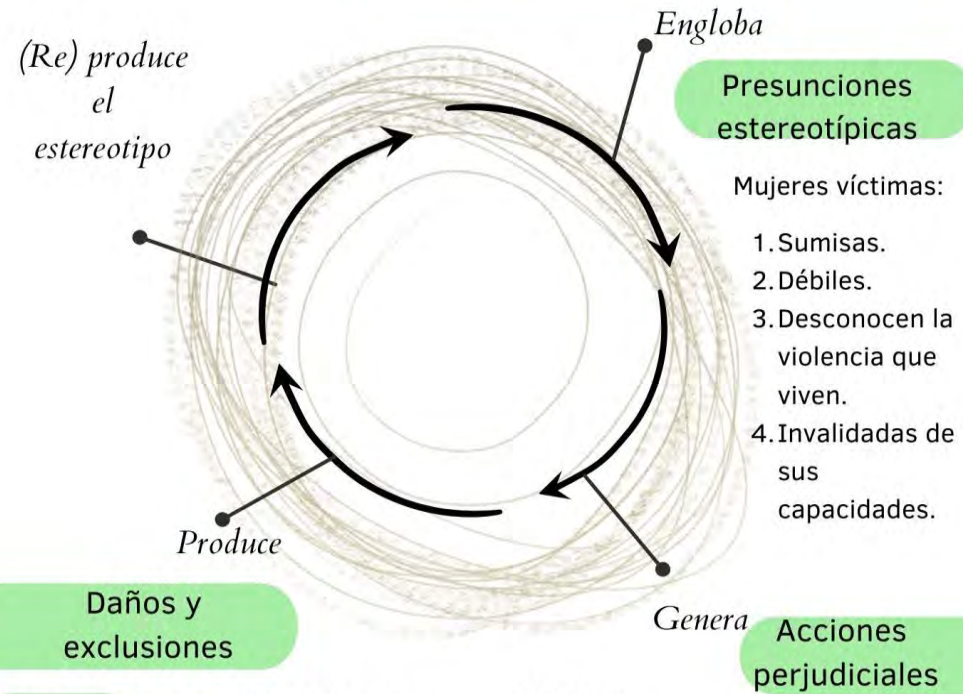 (Re) produce
el
estereotipo
Engloba
Presunciones
estereotípicas
Mujeres víctimas:
1. Sumisas.
2. Débiles.
3. Desconocen la
violencia que
viven.
4. Invalidadas de
sus
capacidades.
Genera
Acciones
perjudiciales
Produce
Daños y
exclusiones